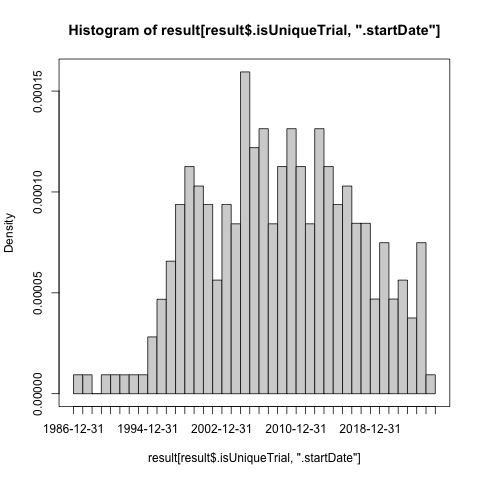 Histogram of result[result$.isUniqueTrial, ".startDate"]
0.00015
0.00010
Density
0.00005
0.00000
1986-12-31 1994-12-31 2002-12-31 2010-12-31 2018-12-31
result[result$.isUniqueTrial, ".startDate"]